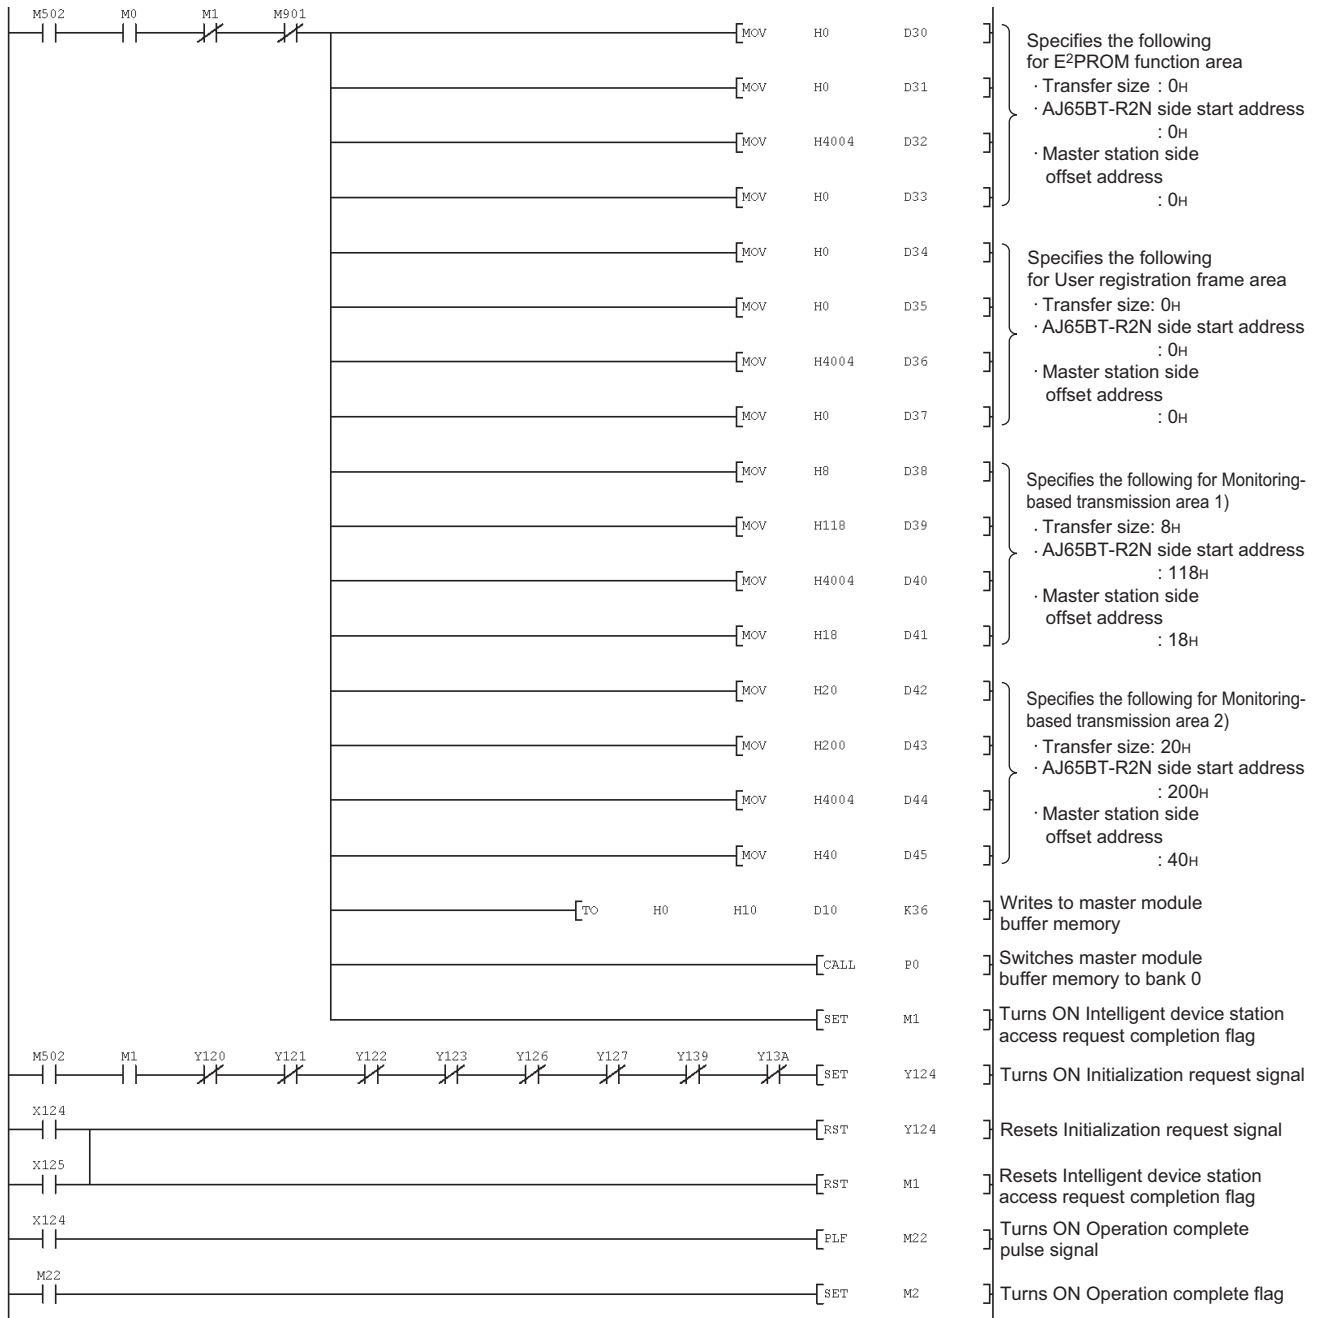 M502 M0 M1 M901
MOV H0 D30
MOV H0 D31
MOV H4004 D32
MOV H0 D33
Specifies the following
for E2PROM function area
· Transfer size : 0H
· AJ65BT-R2N side start address
: 0H
· Master station side
offset address
: 0H
MOV H0 D34
MOV H0 D35
MOV H4004 D36
MOV H0 D37
Specifies the following
for User registration frame area
· Transfer size: 0H
· AJ65BT-R2N side start address
: 0H
· Master station side
offset address
: 0H
MOV H8 D38
MOV H118 D39
MOV H4004 D40
MOV H18 D41
Specifies the following for Monitoring-
based transmission area 1)
· Transfer size: 8H
· AJ65BT-R2N side start address
: 118H
· Master station side
offset address
: 18H
MOV H20 D42
MOV H200 D43
MOV H4004 D44
MOV H40 D45
Specifies the following for Monitoring-
based transmission area 2)
· Transfer size: 20H
· AJ65BT-R2N side start address
: 200H
· Master station side
offset address
: 40H
TO H0 H10 D10 K36
Writes to master module
buffer memory
CALL P0
Switches master module
buffer memory to bank 0
SET M1
Turns ON Intelligent device station
access request completion flag
M502 M1 Y120 Y121 Y122 Y123 Y126 Y127 Y139 Y13A
SET Y124
Turns ON Initialization request signal
X124
RST Y124
Resets Initialization request signal
X125
RST M1
Resets Intelligent device station
access request completion flag
X124
PLF M22
Turns ON Operation complete
pulse signal
M22
SET M2
Turns ON Operation complete flag